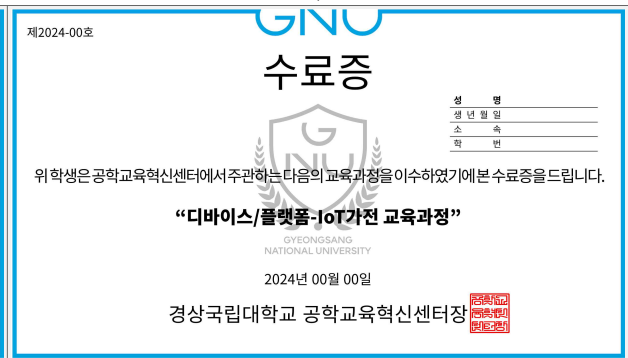 GNU
제2024-00호
수료증
성 명
생 년 월 일
소 속
학 번
GNU
위 학생은 공학교육혁신센터에서 주관하는 다음의 교육과정을 이수하였기에 본 수료증을 드립니다.
“디바이스/플랫폼-IoT가전 교육과정”
GYEONGSANG
NATIONAL UNIVERSITY
2024년 00월 00일
경상국립대학교 공학교육혁신센터장